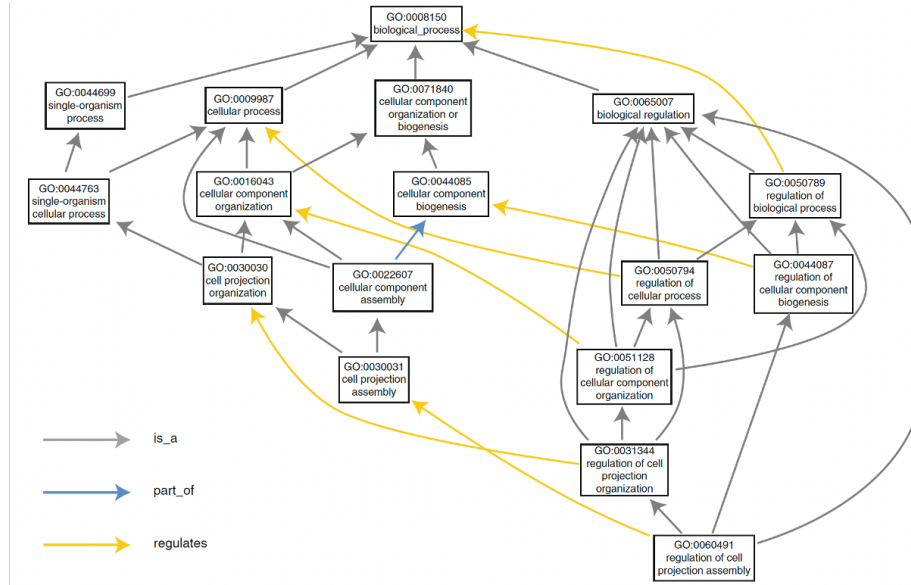 GO:0008150
biological_process
GO:0044699
single-organism
process
GO:0009987
cellular process
GO:0071840
cellular component
organization or
biogenesis
GO:0065007
biological regulation
GO:0044763
single-organism
cellular process
GO:0016043
cellular component
organization
GO:0044085
cellular component
biogenesis
GO:0050789
regulation of
biological process
GO:0030030
cell projection
organization
GO:0022607
cellular component
assembly
GO:0050794
regulation of
cellular process
GO:0044087
regulation of
cellular component
biogenesis
GO:0030031
cell projection
assembly
GO:0051128
regulation of
cellular component
organization
GO:0031344
regulation of cell
projection
organization
GO:0060491
regulation of cell
projection assembly
is_a
part_of
regulates